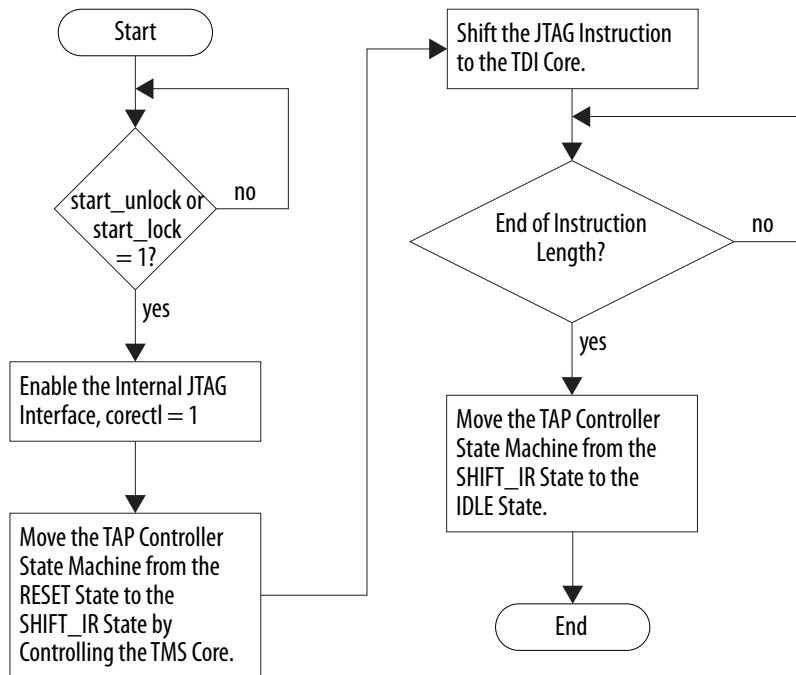 Start
start_unlock or
start_lock
= 1?
no
yes
Enable the Internal JTAG
Interface, corectl = 1
Move the TAP Controller
State Machine from the
RESET State to the
SHIFT_IR State by
Controlling the TMS Core.
Shift the JTAG Instruction
to the TDI Core.
End of Instruction
Length?
no
yes
Move the TAP Controller
State Machine from the
SHIFT_IR State to the
IDLE State.
End